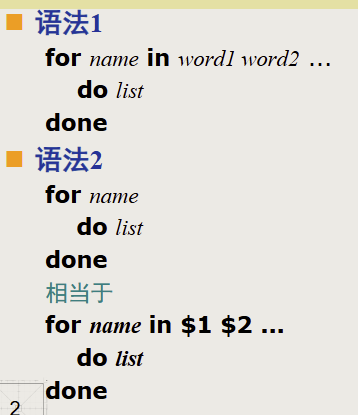 语法1
for name in word1 word2 …
do list
done
语法2
for name
do list
done
相当于
for name in $1 $2 ...
do list
done
2